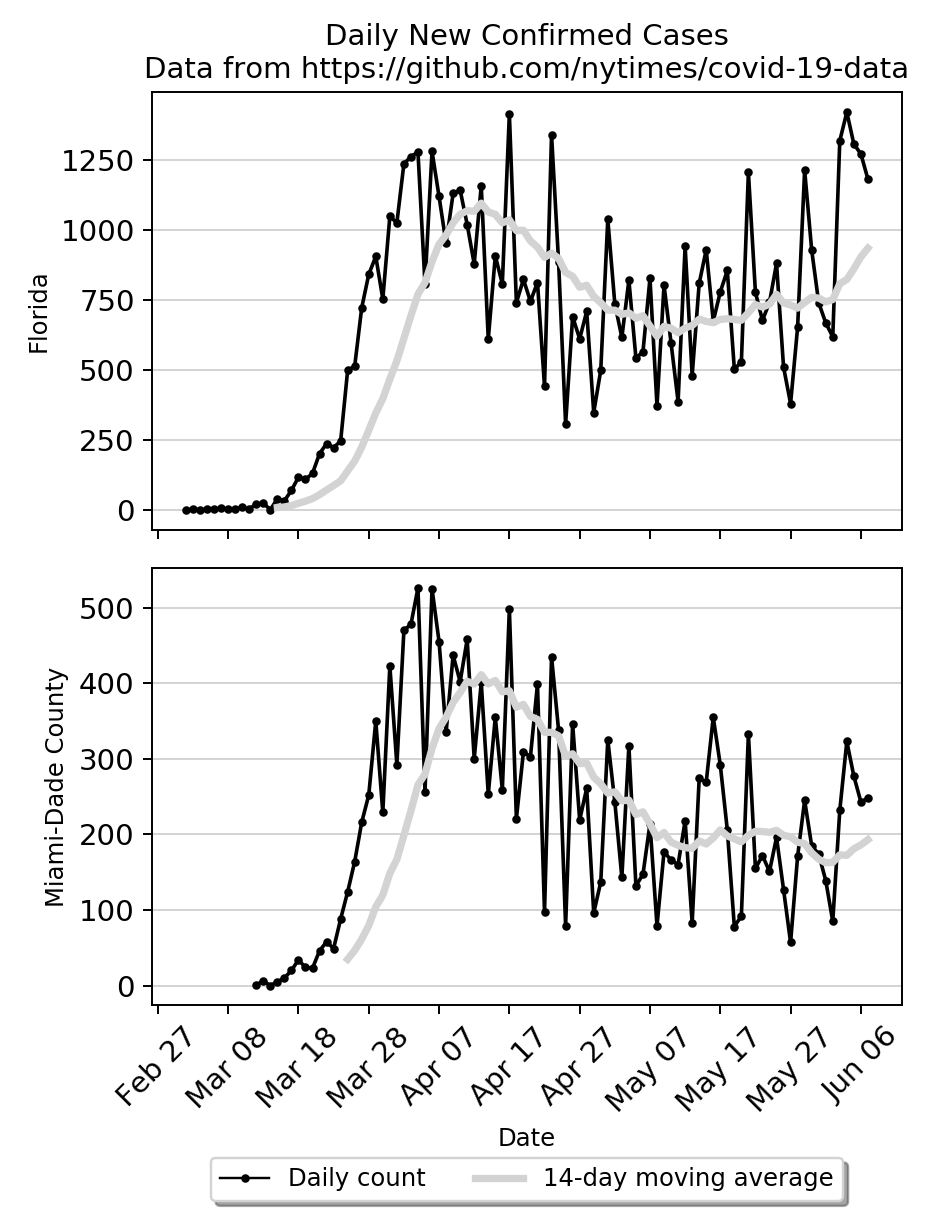 Daily New Confirmed Cases
Data from https://github.com/nytimes/covid-19-data
1250
1000
750
500
250
0
Florida
500
400
300
200
100
0
Miami-Dade County
Feb 27
Mar 08
Mar 18
Mar 28
Apr 07
Apr 17
Apr 27
May 07
May 17
May 27
Jun 06
Date
Daily count
14-day moving average